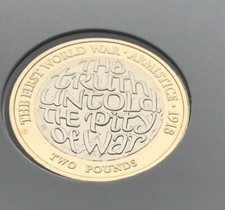 THE FIRST WORLD WAR · ARMISTICE · 1918
THE
truth
untold
the pity
of war
TWO POUNDS